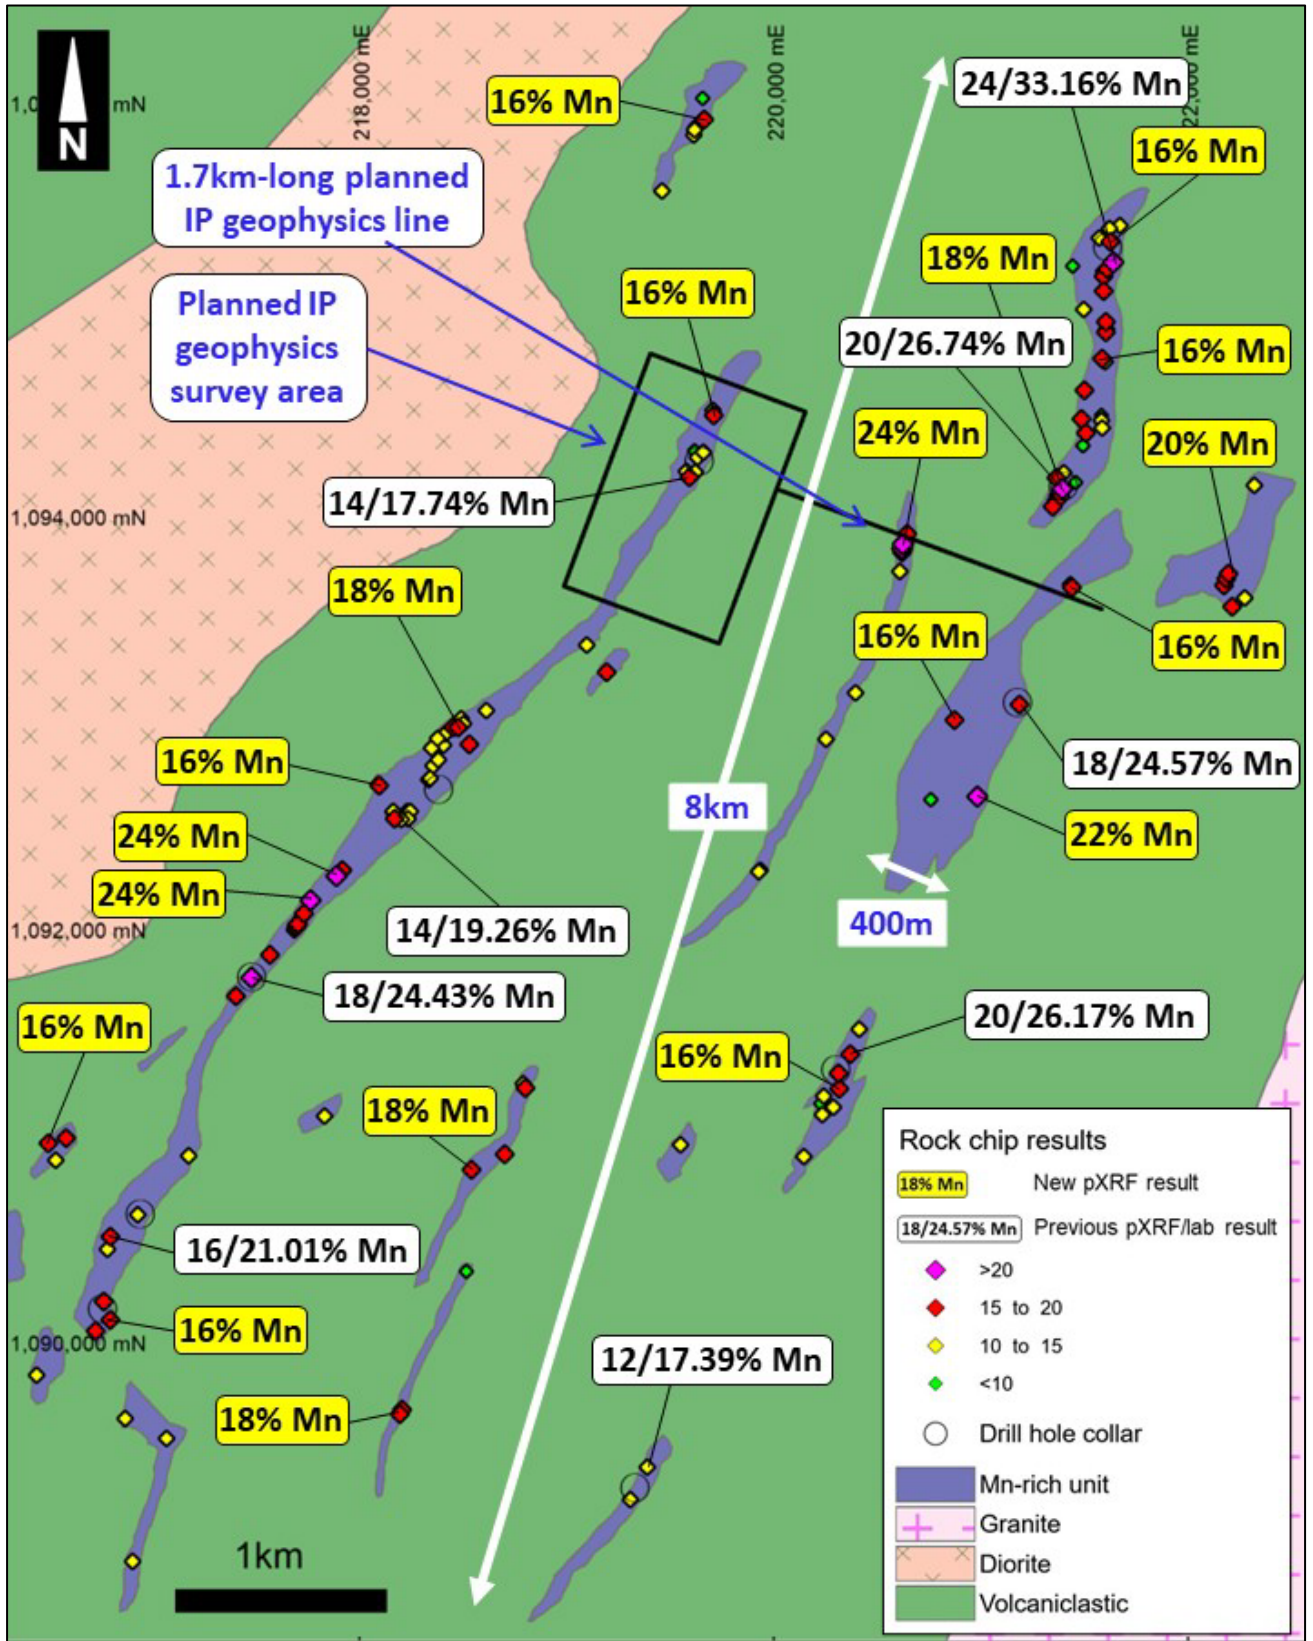 N
1,0
mN
218,000 mE
220,000 mE
22,000 mE
24/33.16% Mn
16% Mn
16% Mn
1.7km-long planned
IP geophysics line
18% Mn
Planned IP
geophysics
survey area
16% Mn
20/26.74% Mn
16% Mn
24% Mn
20% Mn
14/17.74% Mn
1,094,000 mN
18% Mn
16% Mn
16% Mn
16% Mn
18/24.57% Mn
8km
24% Mn
22% Mn
24% Mn
14/19.26% Mn
400m
1,092,000 mN
18/24.43% Mn
16% Mn
20/26.17% Mn
16% Mn
18% Mn
16/21.01% Mn
16% Mn
1,090,000 mN
12/17.39% Mn
18% Mn
1km
Rock chip results
18% Mn New pXRF result
18/24.57% Mn Previous pXRF/lab result
>20
15 to 20
10 to 15
<10
Drill hole collar
Mn-rich unit
Granite
Diorite
Volcaniclastic